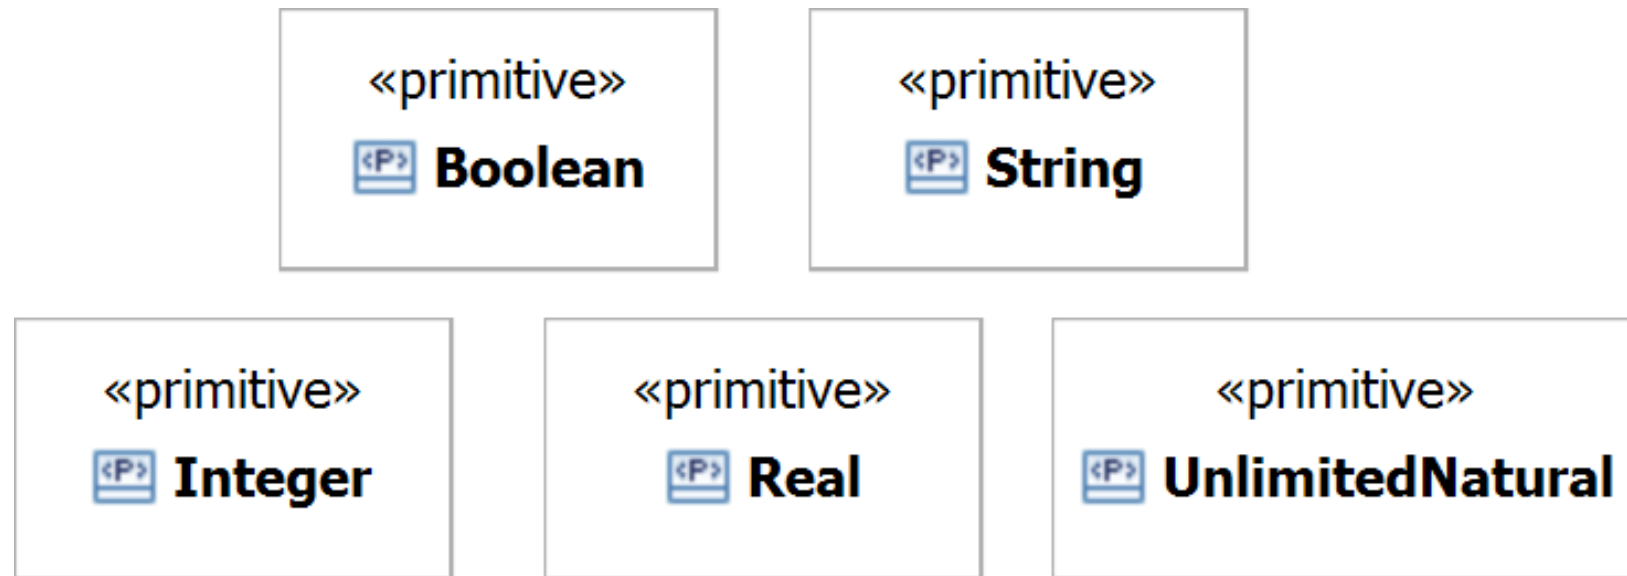 «primitive»
<P> Boolean
«primitive»
<P> String
«primitive»
<P> Integer
«primitive»
<P> Real
«primitive»
<P> UnlimitedNatural